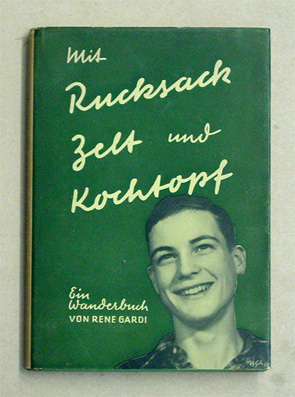 Mit
Rucksack
Zelt und
Kochtopf
Ein
Wanderbuch
VON RENE GARDI